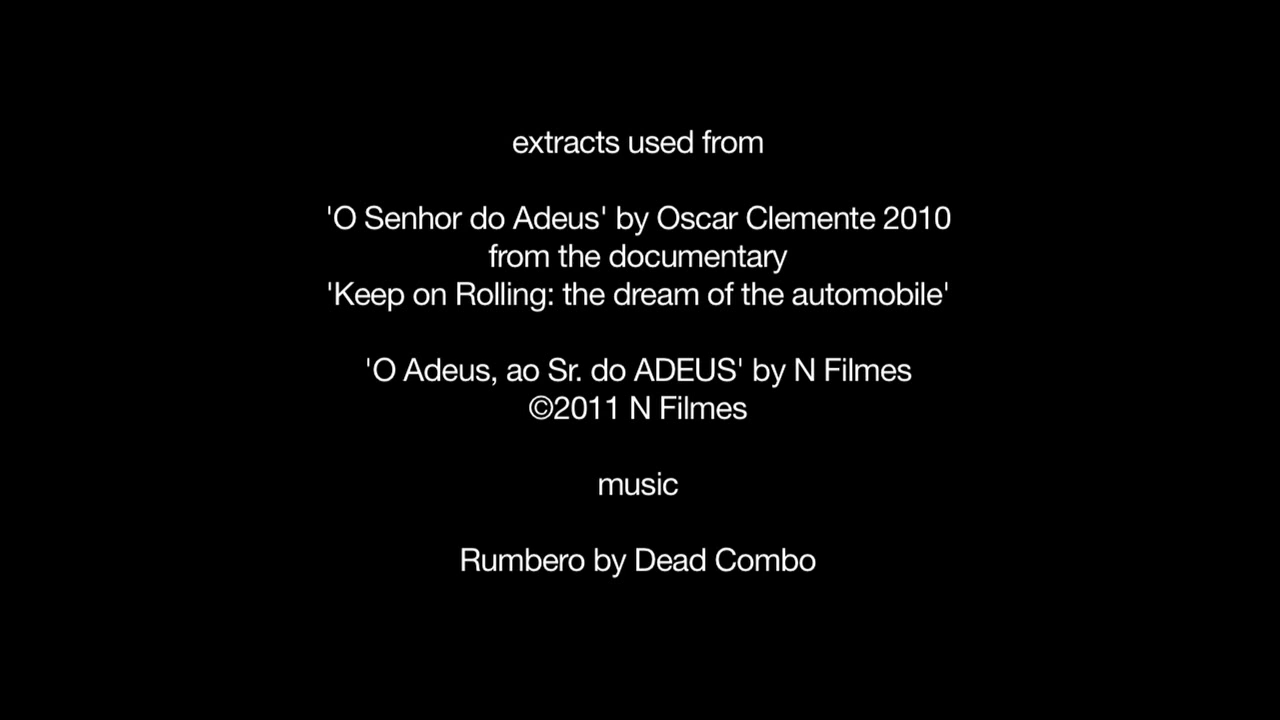 extracts used from
'O Senhor do Adeus' by Oscar Clemente 2010
from the documentary
'Keep on Rolling: the dream of the automobile'
'O Adeus, ao Sr. do ADEUS' by N Filmes
©2011 N Filmes
music
Rumbero by Dead Combo